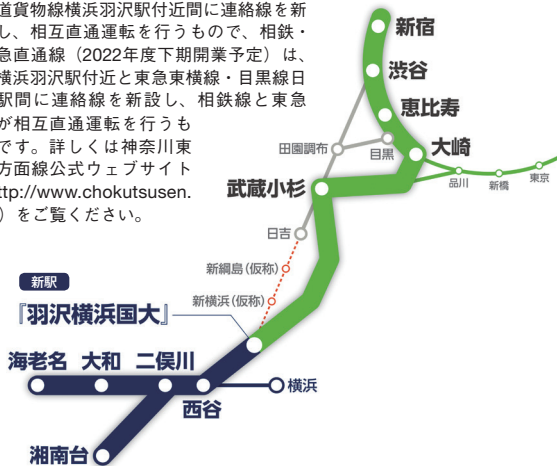 道貨物線横浜羽沢駅付近間に連絡線を新
し、相互直通運転を行うもので、相鉄・
急直通線（2022年度下期開業予定）は、
横浜羽沢駅付近と東急東横線・目黒線日
駅間に連絡線を新設し、相鉄線と東急
が相互直通運転を行うも
です。詳しくは神奈川東
方面線公式ウェブサイト
ttp://www.chokutsusen.
）をご覧ください。
新宿
渋谷
恵比寿
田園調布
目黒
大崎
品川
新橋
東京
武蔵小杉
日吉
新綱島（仮称）
新横浜（仮称）
新駅
『羽沢横浜国大』
海老名 大和 二俣川
横浜
西谷
湘南台